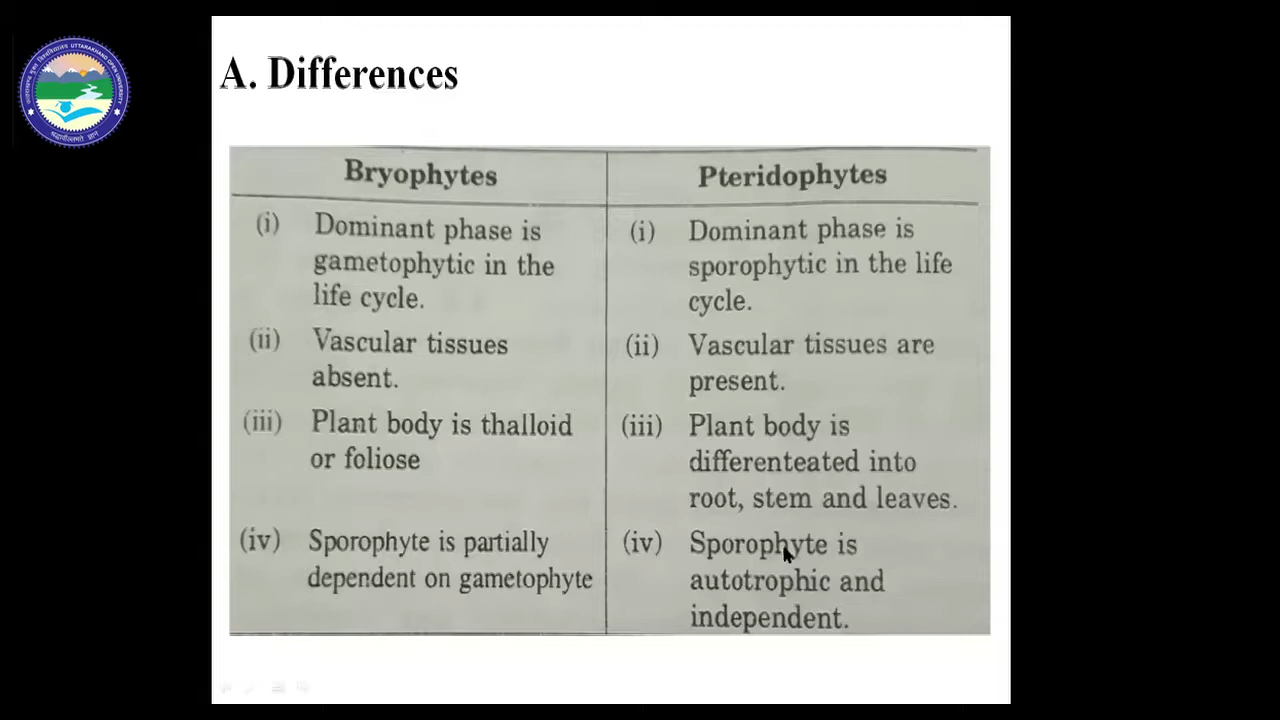 A. Differences
UTTARAKHAND OPEN UNIVERSITY
Bryophytes
(i) Dominant phase is
gametophytic in the
life cycle.
(ii) Vascular tissues
absent.
(iii) Plant body is thalloid
or foliose
(iv) Sporophyte is partially
dependent on gametophyte
Pteridophytes
(i) Dominant phase is
sporophytic in the life
cycle.
(ii) Vascular tissues are
present.
(iii) Plant body is
differenteated into
root, stem and leaves.
(iv) Sporophyte is
autotrophic and
independent.